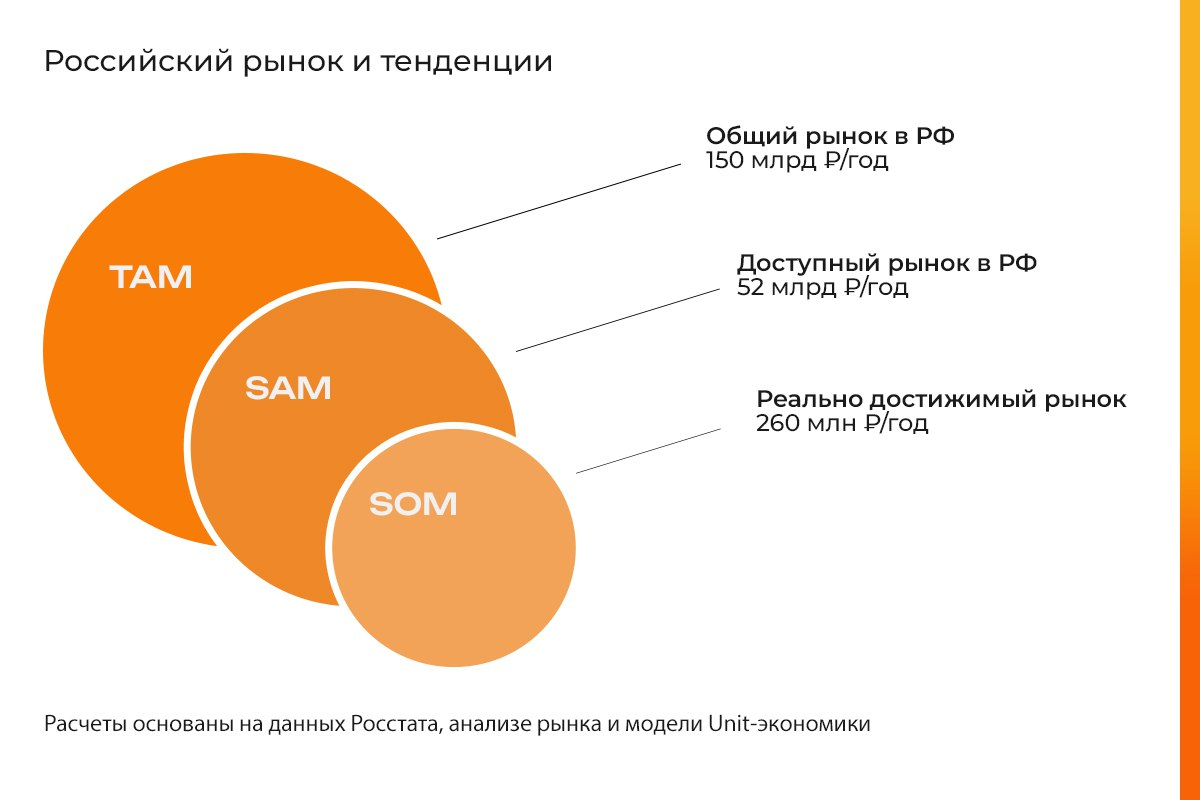 Российский рынок и тенденции
Общий рынок в РФ
150 млрд ₽/год
TAM
Доступный рынок в РФ
52 млрд ₽/год
SAM
Реально достижимый рынок
260 млн ₽/год
SOM
Расчеты основаны на данных Росстата, анализе рынка и модели Unit-экономики